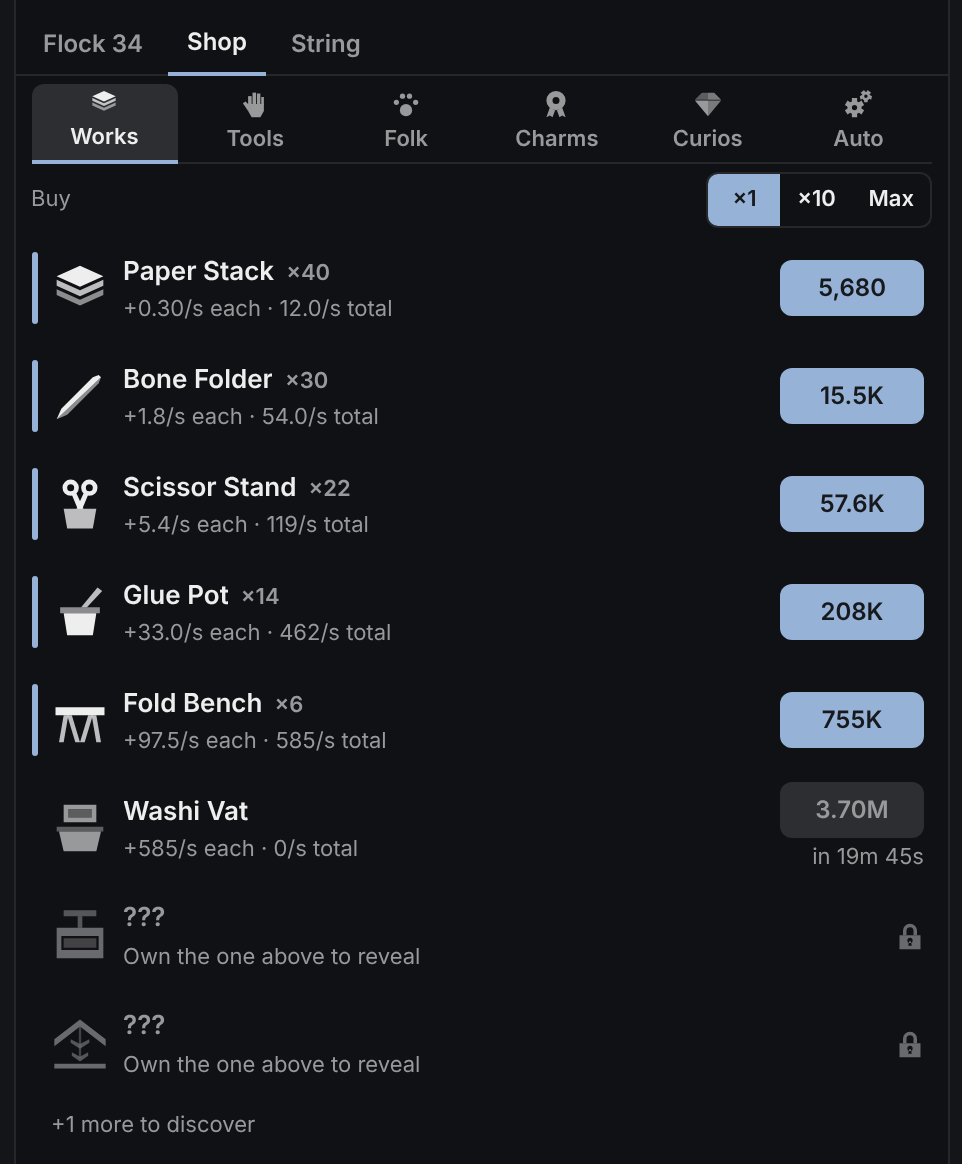 Flock 34 Shop String
Works Tools Folk Charms Curios Auto
Buy ×1 ×10 Max
Paper Stack ×40
+0.30/s each · 12.0/s total
5,680
Bone Folder ×30
+1.8/s each · 54.0/s total
15.5K
Scissor Stand ×22
+5.4/s each · 119/s total
57.6K
Glue Pot ×14
+33.0/s each · 462/s total
208K
Fold Bench ×6
+97.5/s each · 585/s total
755K
Washi Vat
+585/s each · 0/s total
3.70M
in 19m 45s
???
Own the one above to reveal
???
Own the one above to reveal
+1 more to discover